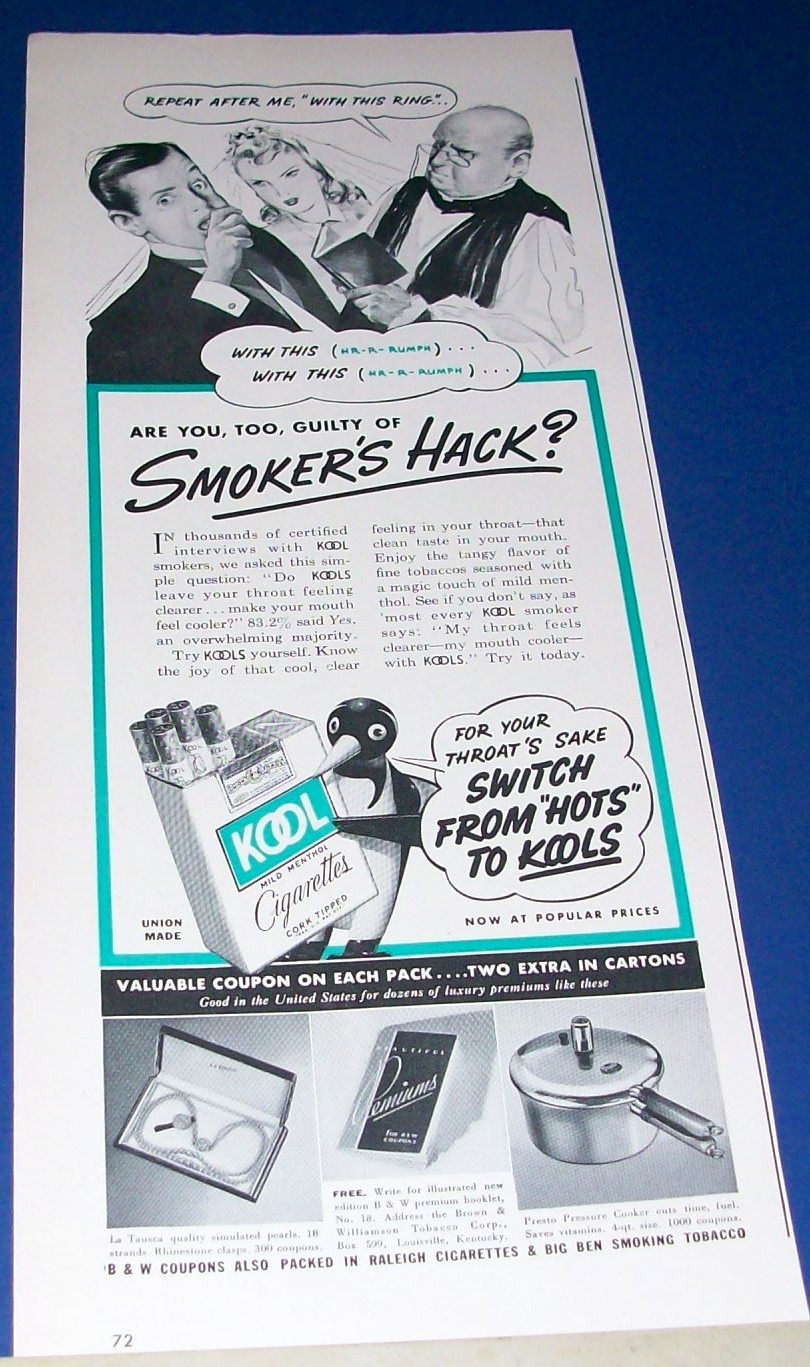 REPEAT AFTER ME, "WITH THIS RING"..
WITH THIS (HR-R-RUMPH)...
WITH THIS (HR-R-RUMPH)...
ARE YOU, TOO, GUILTY OF
SMOKER'S HACK?
IN thousands of certified
interviews with KOOL
smokers, we asked this sim-
ple question: "Do KOOLS
leave your throat feeling
clearer... make your mouth
feel cooler?" 83.2% said Yes,
an overwhelming majority.
Try KOOLS yourself. Know
the joy of that cool, clear
feeling in your throat—that
clean taste in your mouth.
Enjoy the tangy flavor of
fine tobaccos seasoned with
a magic touch of mild men-
thol. See if you don't say, as
'most every KOOL smoker
says: "My throat feels
clearer—my mouth cooler—
with KOOLS." Try it today.
KOOL
KOOL
KOOL
KOOL
MILD MENTHOL
Cigarettes
CORK TIPPED
FOR YOUR
THROAT'S SAKE
SWITCH
FROM "HOTS"
TO KOOLS
UNION
MADE
NOW AT POPULAR PRICES
VALUABLE COUPON ON EACH PACK....TWO EXTRA IN CARTONS
Good in the United States for dozens of luxury premiums like these
BEAUTIFUL
Premiums
FOR B&W
COUPONS
La Tausca quality simulated pearls. 18
strands. Rhinestone clasps. 300 coupons.
FREE. Write for illustrated new
edition B & W premium booklet,
No. 18. Address the Brown &
Williamson Tobacco Corp.,
Box 599, Louisville, Kentucky.
Presto Pressure Cooker cuts time, fuel.
Saves vitamins. 4-qt. size. 1000 coupons.
B & W COUPONS ALSO PACKED IN RALEIGH CIGARETTES & BIG BEN SMOKING TOBACCO
72